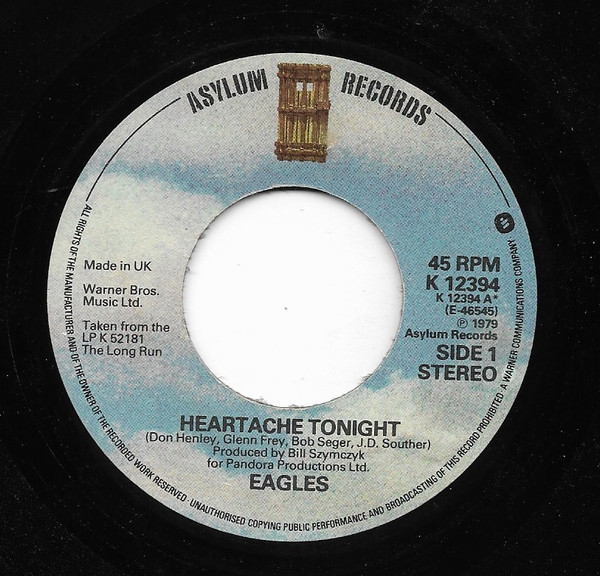 ASYLUM RECORDS
Made in UK
Warner Bros.
Music Ltd.
Taken from the
LP K 52181
The Long Run
45 RPM
K 12394
K 12394 A*
(E-46545)
℗ 1979
Asylum Records
SIDE 1
STEREO
HEARTACHE TONIGHT
(Don Henley, Glenn Frey, Bob Seger, J.D. Souther)
Produced by Bill Szymczyk
for Pandora Productions Ltd.
EAGLES
ALL RIGHTS OF THE MANUFACTURER AND OF THE OWNER OF THE RECORDED WORK RESERVED · UNAUTHORISED COPYING PUBLIC PERFORMANCE AND BROADCASTING OF THIS RECORD PROHIBITED · A WARNER COMMUNICATIONS COMPANY